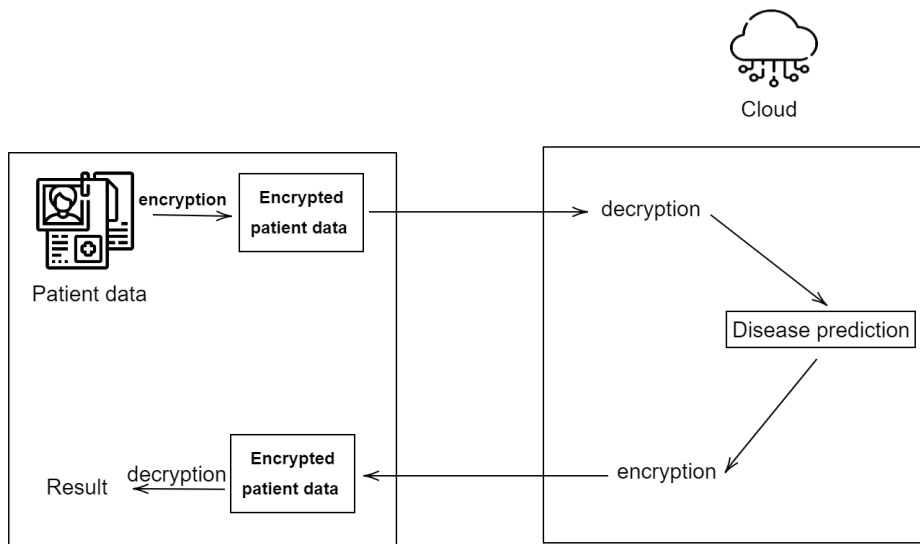 Cloud
encryption
Encrypted
patient data
decryption
Patient data
Disease prediction
Encrypted
patient data
decryption
Result
encryption